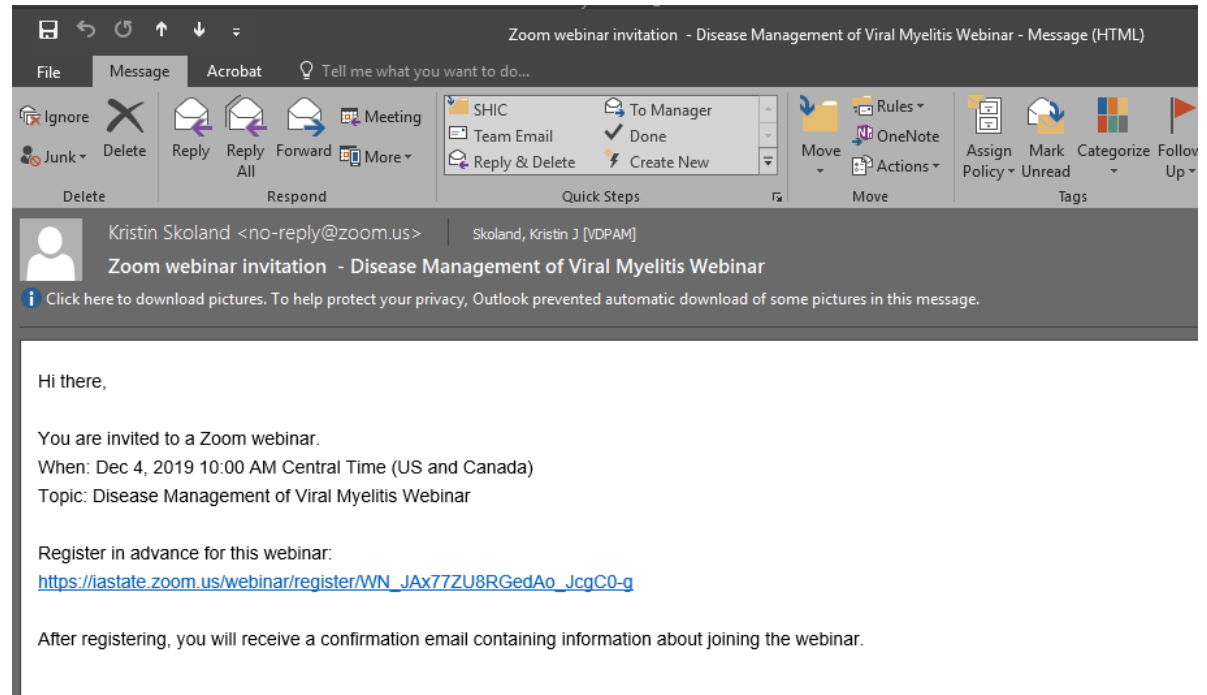 Zoom webinar invitation - Disease Management of Viral Myelitis Webinar - Message (HTML)
File Message Acrobat Tell me what you want to do...
Ignore
Junk
Delete
Reply
Reply All
Forward
Meeting
More
SHIC
To Manager
Team Email
Done
Reply & Delete
Create New
Move
Rules
OneNote
Actions
Assign Policy
Mark Unread
Categorize
Follow Up
Delete Respond Quick Steps Move Tags
Kristin Skoland <no-reply@zoom.us> Skoland, Kristin J [VDPAM]
Zoom webinar invitation - Disease Management of Viral Myelitis Webinar
Click here to download pictures. To help protect your privacy, Outlook prevented automatic download of some pictures in this message.
Hi there,
You are invited to a Zoom webinar.
When: Dec 4, 2019 10:00 AM Central Time (US and Canada)
Topic: Disease Management of Viral Myelitis Webinar
Register in advance for this webinar:
https://iastate.zoom.us/webinar/register/WN_JAx77ZU8RGedAo_JcgC0-g
After registering, you will receive a confirmation email containing information about joining the webinar.